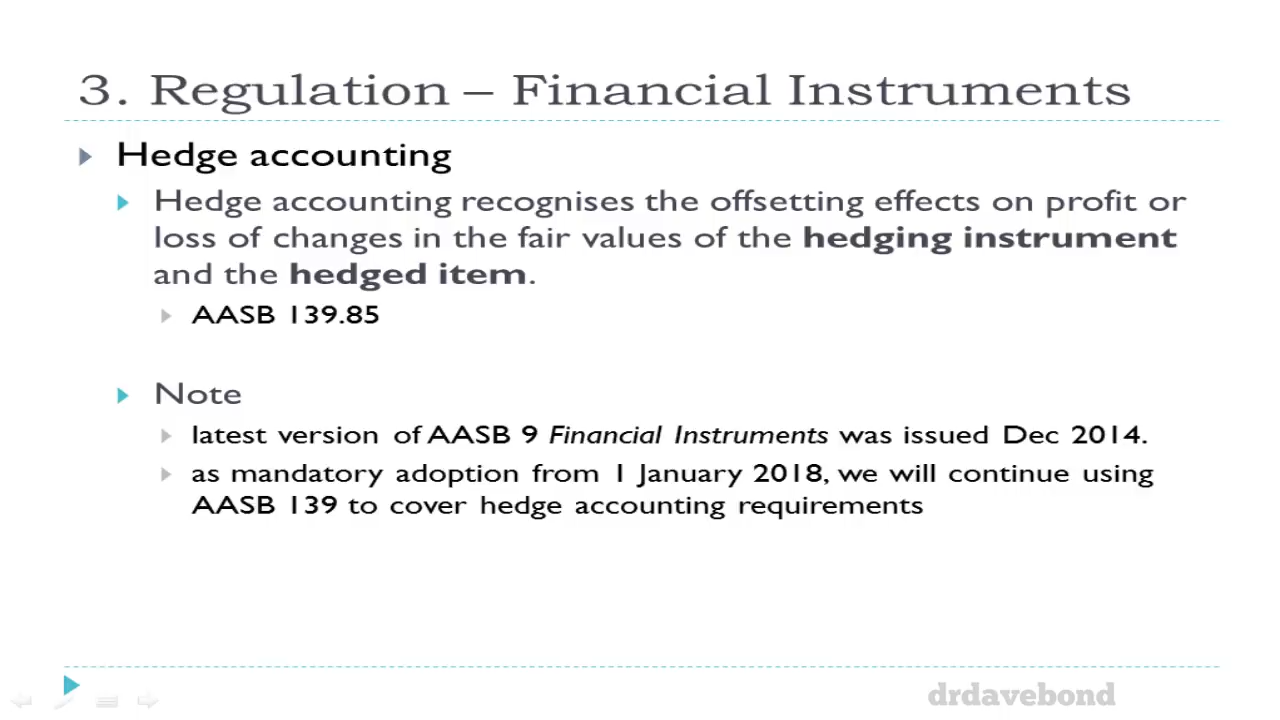 3. Regulation – Financial Instruments
Hedge accounting
Hedge accounting recognises the offsetting effects on profit or
loss of changes in the fair values of the hedging instrument
and the hedged item.
AASB 139.85
Note
latest version of AASB 9 Financial Instruments was issued Dec 2014.
as mandatory adoption from 1 January 2018, we will continue using
AASB 139 to cover hedge accounting requirements
drdavebond